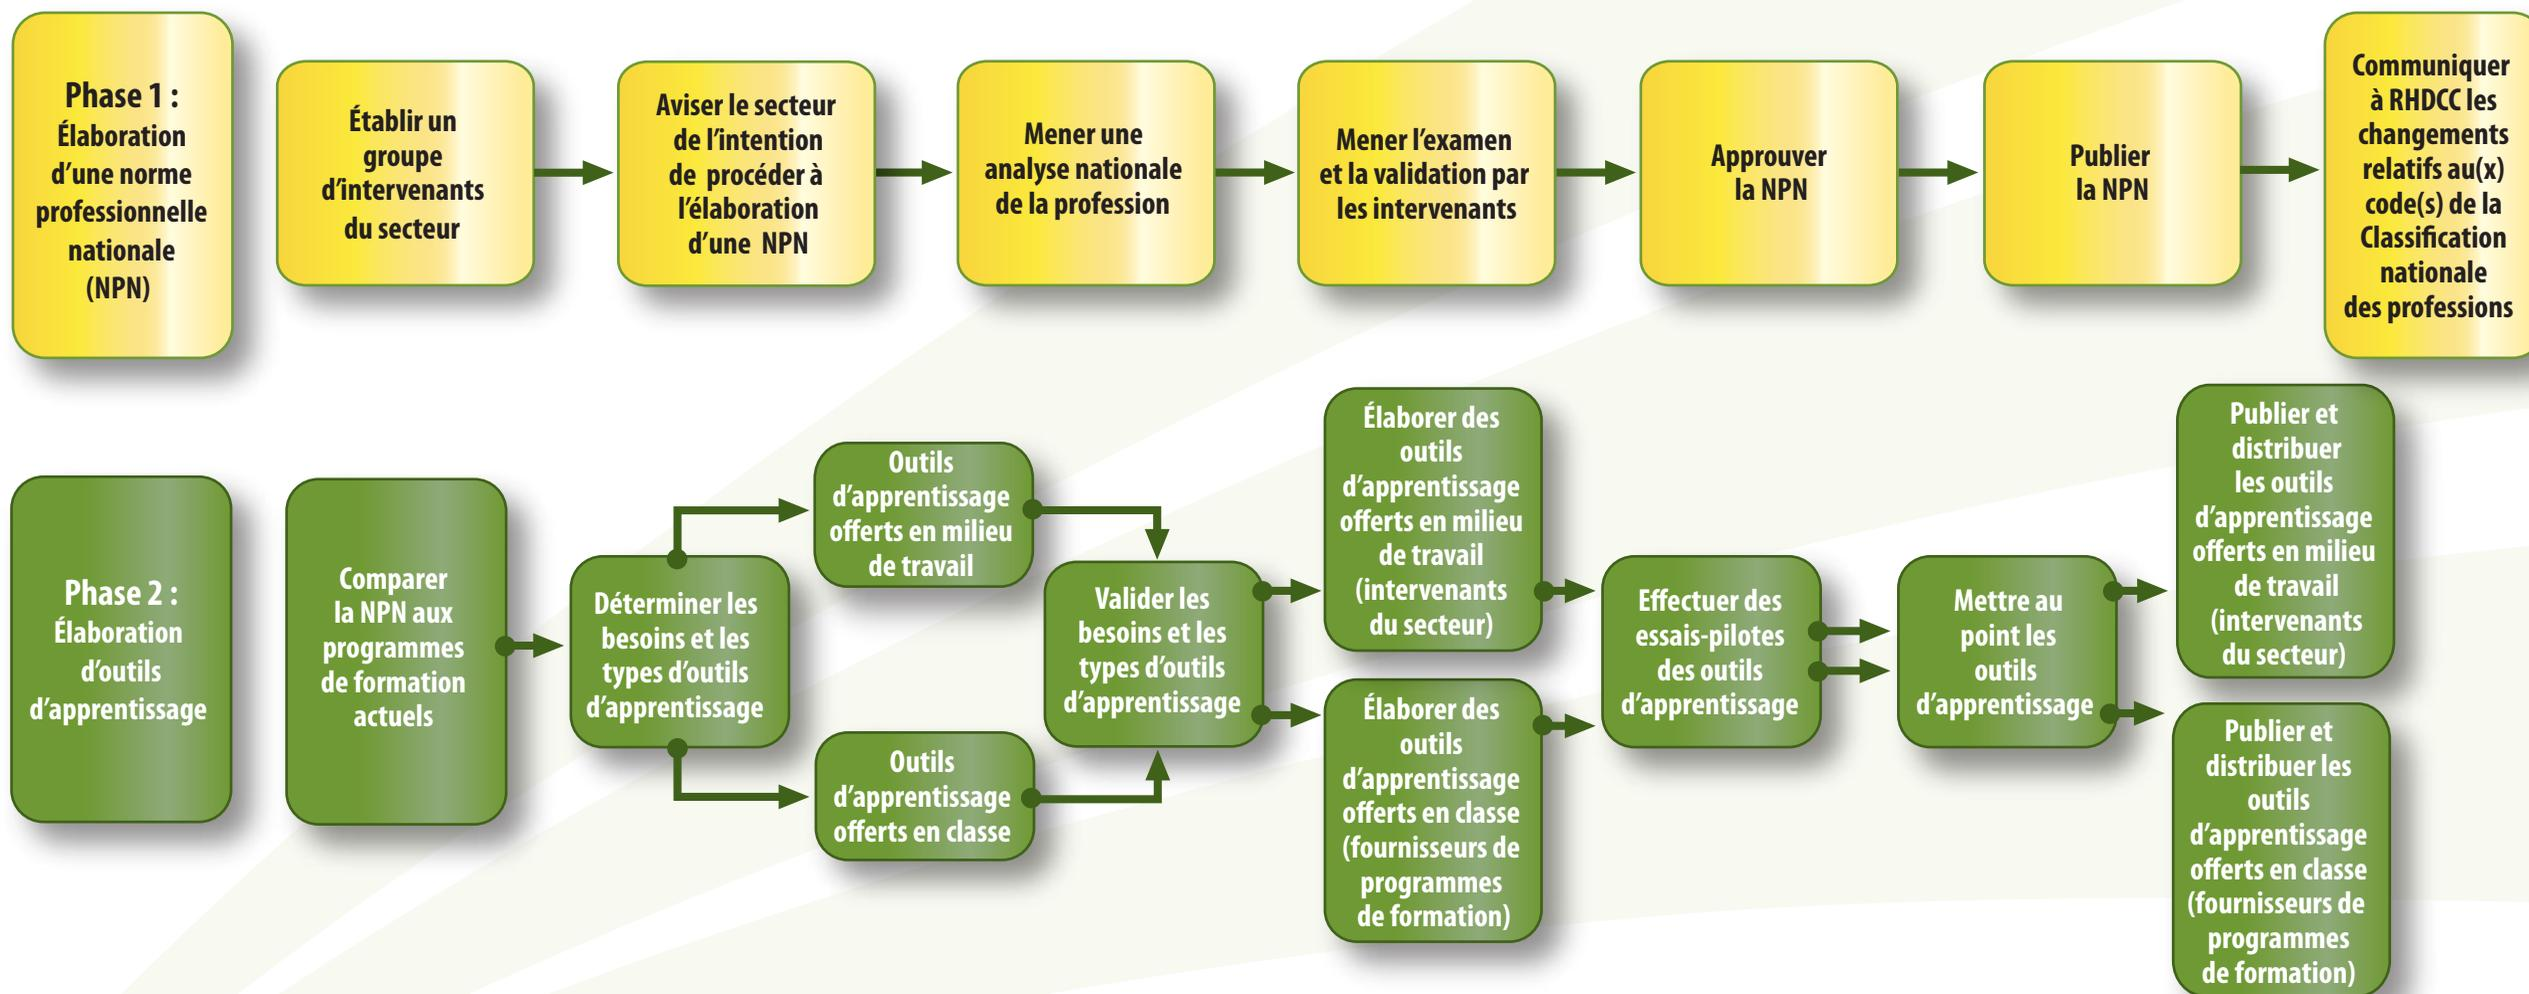 Phase 1 :
Élaboration
d’une norme
professionnelle
nationale
(NPN)
Établir un
groupe
d’intervenants
du secteur
Aviser le secteur
de l’intention
de procéder à
l’élaboration
d’une NPN
Mener une
analyse nationale
de la profession
Mener l’examen
et la validation par
les intervenants
Approuver
la NPN
Publier
la NPN
Communiquer
à RHDCC les
changements
relatifs au(x)
code(s) de la
Classification
nationale
des professions
Phase 2 :
Élaboration
d’outils
d’apprentissage
Comparer
la NPN aux
programmes
de formation
actuels
Déterminer les
besoins et les
types d’outils
d’apprentissage
Outils
d’apprentissage
offerts en milieu
de travail
Outils
d’apprentissage
offerts en classe
Valider les
besoins et les
types d’outils
d’apprentissage
Élaborer des
outils
d’apprentissage
offerts en milieu
de travail
(intervenants
du secteur)
Élaborer des
outils
d’apprentissage
offerts en classe
(fournisseurs de
programmes
de formation)
Effectuer des
essais-pilotes
des outils
d’apprentissage
Mettre au
point les
outils
d’apprentissage
Publier et
distribuer
les outils
d’apprentissage
offerts en milieu
de travail
(intervenants
du secteur)
Publier et
distribuer les
outils
d’apprentissage
offerts en classe
(fournisseurs de
programmes
de formation)